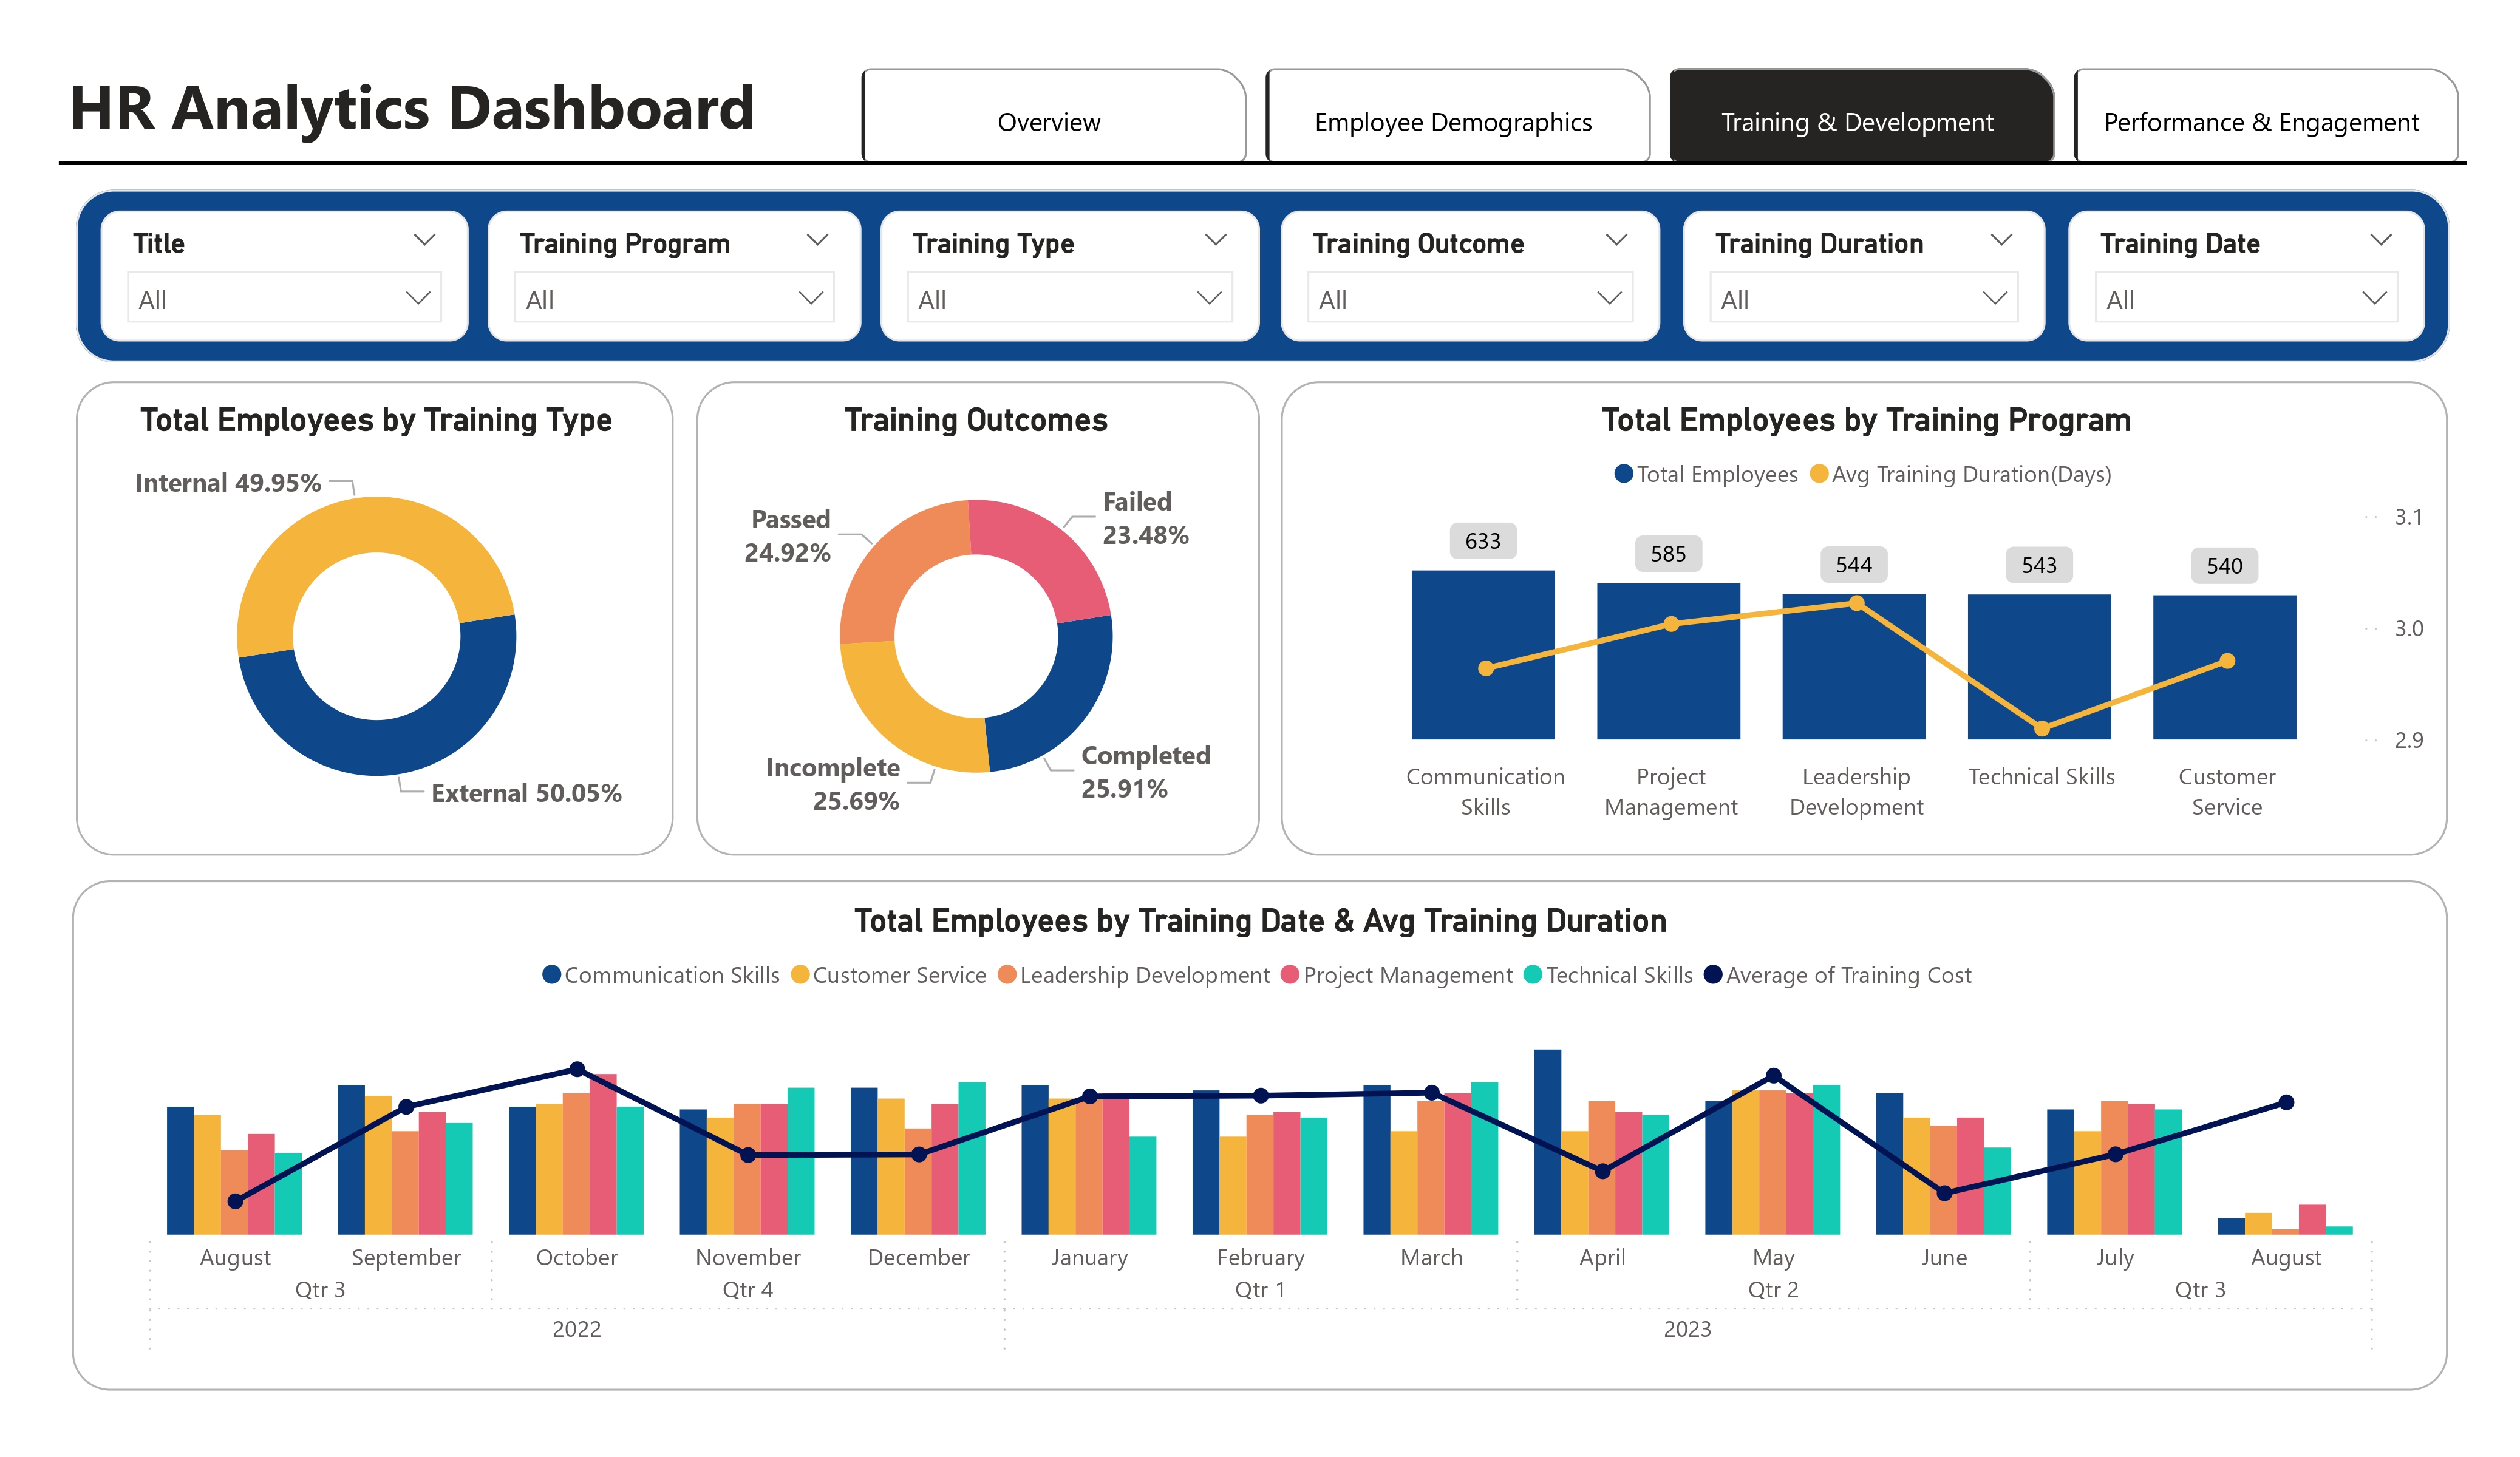 HR Analytics Dashboard
Overview
Employee Demographics
Training & Development
Performance & Engagement
Title
All
Training Program
All
Training Type
All
Training Outcome
All
Training Duration
All
Training Date
All
Total Employees by Training Type
Internal 49.95%
External 50.05%
Training Outcomes
Passed
24.92%
Failed
23.48%
Incomplete
25.69%
Completed
25.91%
Total Employees by Training Program
Total Employees
Avg Training Duration(Days)
3.1
3.0
2.9
633
585
544
543
540
Communication
Skills
Project
Management
Leadership
Development
Technical Skills
Customer
Service
Total Employees by Training Date & Avg Training Duration
Communication Skills
Customer Service
Leadership Development
Project Management
Technical Skills
Average of Training Cost
August
September
October
November
December
January
February
March
April
May
June
July
August
Qtr 3
Qtr 4
Qtr 1
Qtr 2
Qtr 3
2022
2023